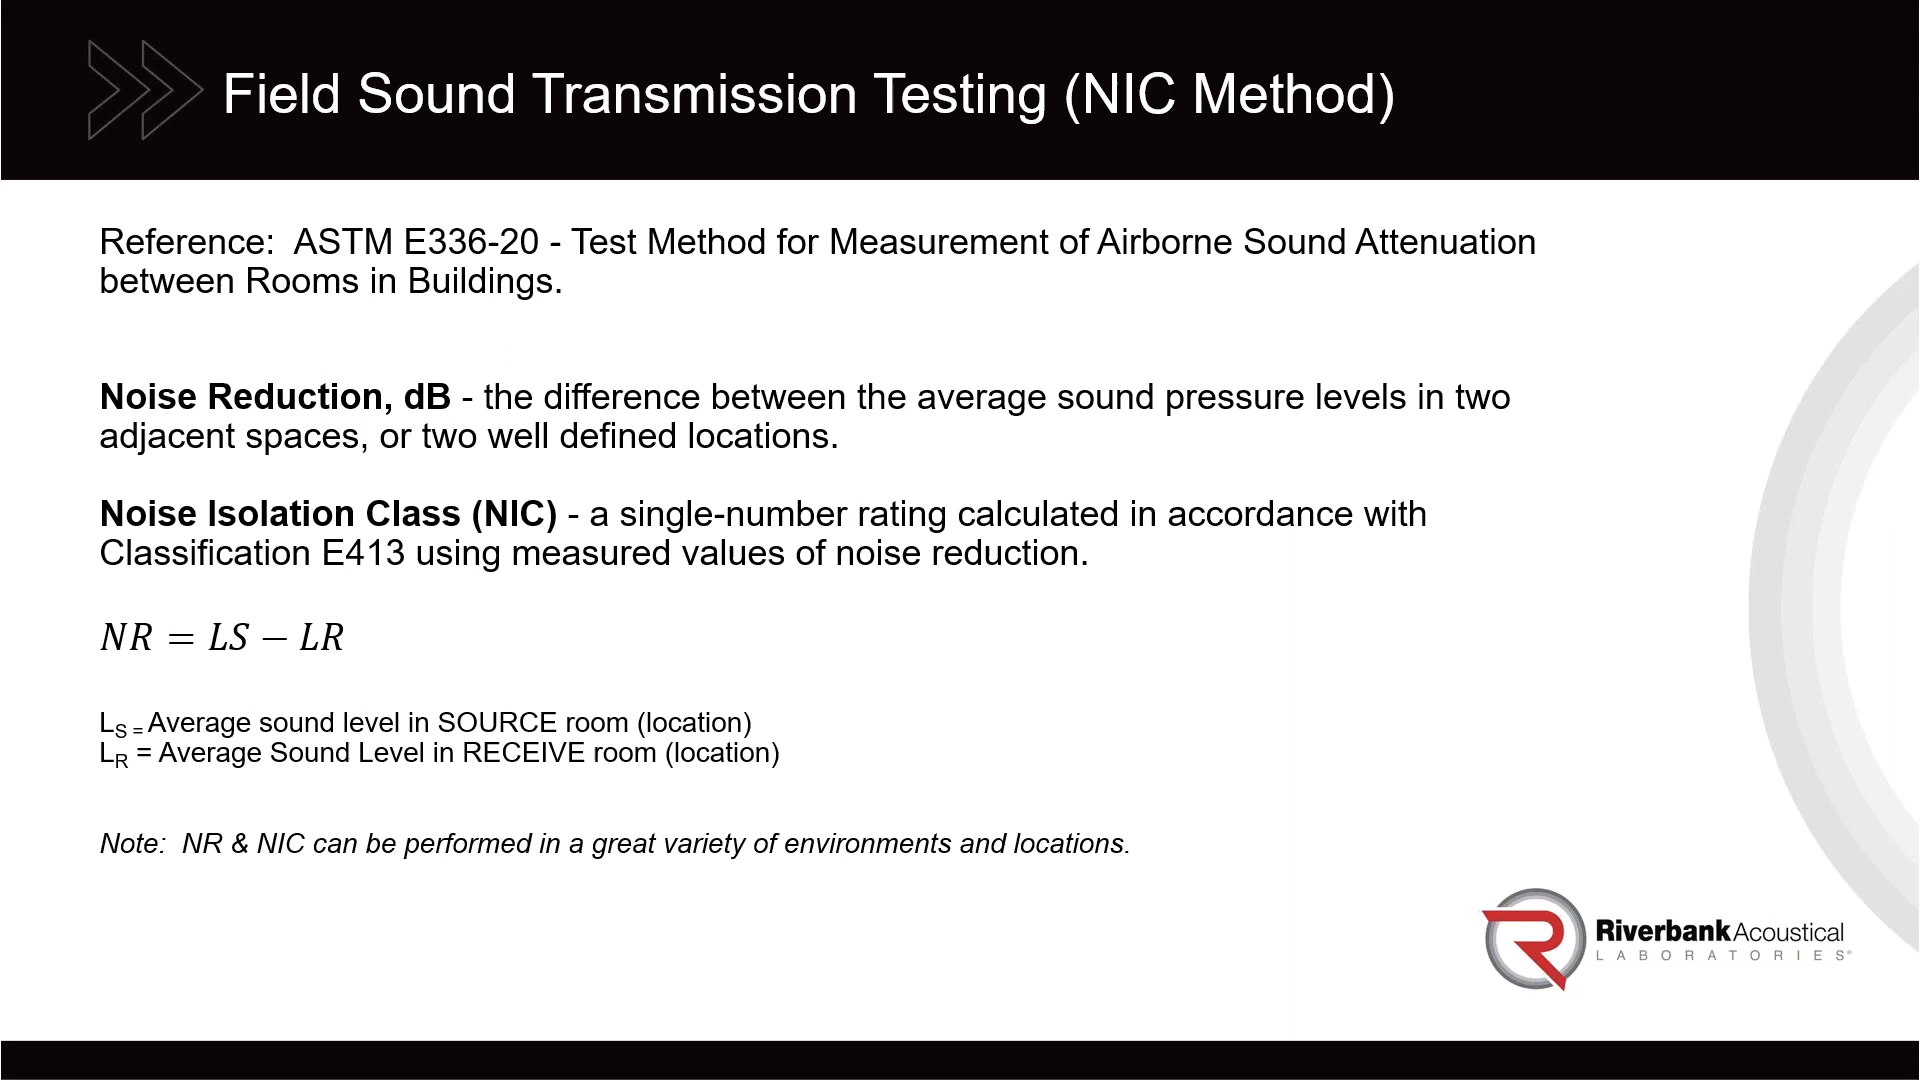 Field Sound Transmission Testing (NIC Method)
Reference:  ASTM E336-20 - Test Method for Measurement of Airborne Sound Attenuation
between Rooms in Buildings.
Noise Reduction, dB - the difference between the average sound pressure levels in two
adjacent spaces, or two well defined locations.
Noise Isolation Class (NIC) - a single-number rating calculated in accordance with
Classification E413 using measured values of noise reduction.
NR = LS − LR
LS = Average sound level in SOURCE room (location)
LR = Average Sound Level in RECEIVE room (location)
Note:  NR & NIC can be performed in a great variety of environments and locations.
RiverbankAcoustical
LABORATORIES®